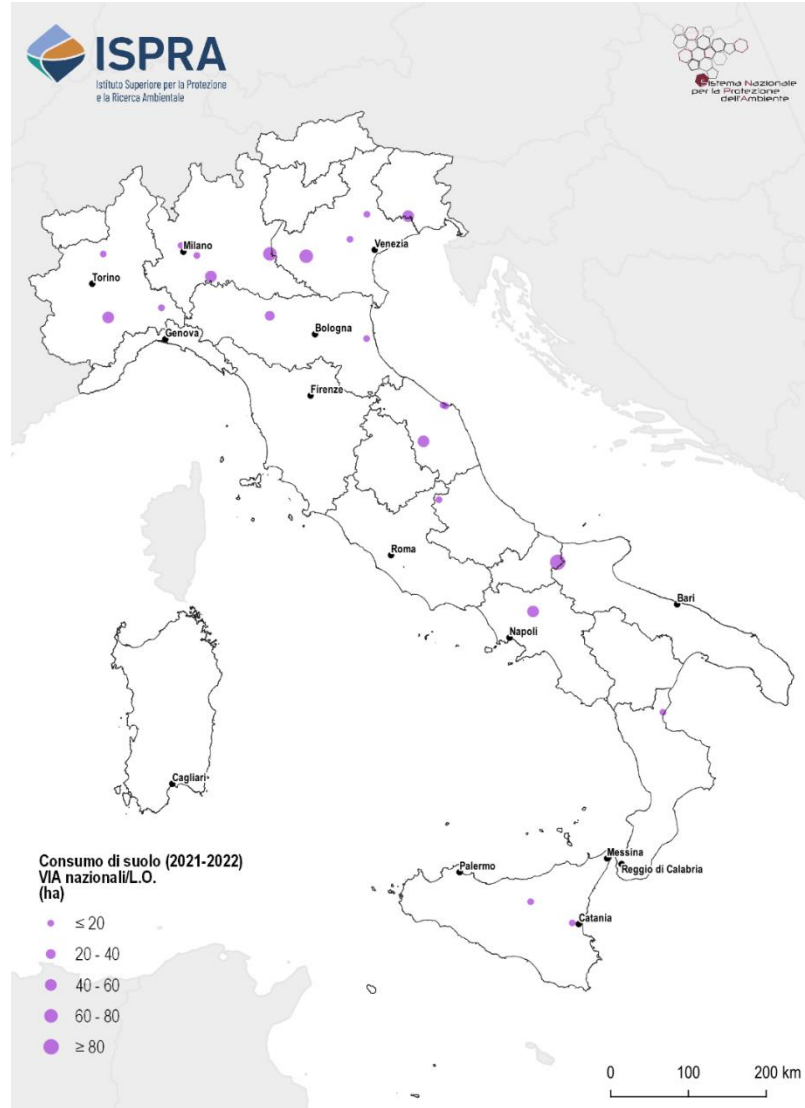 ISPRA
Istituto Superiore per la Protezione
e la Ricerca Ambientale
Sistema Nazionale
per la Protezione
dell'Ambiente
Milano
Venezia
Torino
Bologna
Genova
Firenze
Roma
Bari
Napoli
Cagliari
Messina
Palermo
Reggio di Calabria
Catania
Consumo di suolo (2021-2022)
VIA nazionali/L.O.
(ha)
≤ 20
20 - 40
40 - 60
60 - 80
≥ 80
0 100 200 km